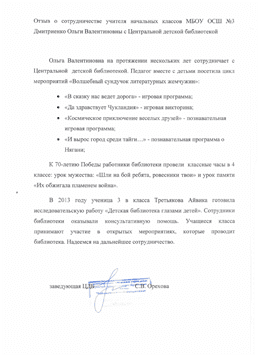 Отзыв о сотрудничестве учителя начальных классов МБОУ ОСШ №3
Дмитриенко Ольги Валентиновны с Центральной детской библиотекой
Ольга Валентиновна на протяжении нескольких лет сотрудничает с
Центральной детской библиотекой. Педагог вместе с детьми посетили цикл
мероприятий «Волшебный сундучок литературных жемчужин»:
• «В сказку нас ведет дорога» - игровая программа;
• «Да здравствует Чукландия» - игровая викторина;
• «Космическое приключение веселых друзей» - познавательная
игровая программа;
• «И вырос город среди тайги…» - познавательная программа о
Нягани;
К 70-летию Победы работники библиотеки провели классные часы в 4
классе: урок мужества: «Шли на бой ребята, ровесники твои» и урок памяти
«Их обжигала пламенем война».
В 2013 году ученица 3 в класса Третьякова Айвика готовила
исследовательскую работу «Детская библиотека глазами детей». Сотрудники
библиотеки оказывали консультативную помощь. Учащиеся класса
принимают участие в открытых мероприятиях, которые проводит
библиотека. Надеемся на дальнейшее сотрудничество.
заведующая ЦДБ С.В. Орехова